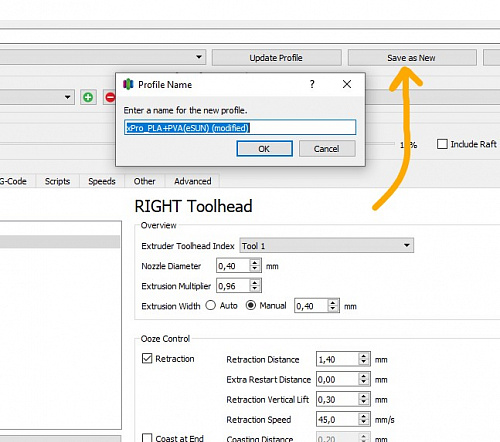 Update Profile Save as New
Profile Name ? ×
Enter a name for the new profile.
xPro_PLA+PVA(eSUN) (modified)
OK Cancel
Include Raft
G-Code Scripts Speeds Other Advanced
RIGHT Toolhead
Overview
Extruder Toolhead Index Tool 1
Nozzle Diameter 0,40 mm
Extrusion Multiplier 0,96
Extrusion Width Auto Manual 0,40 mm
Ooze Control
Retraction Retraction Distance 1,40 mm
Extra Restart Distance 0,00 mm
Retraction Vertical Lift 0,30 mm
Retraction Speed 45,0 mm/s
Coast at End Coasting Distance 0,20 mm